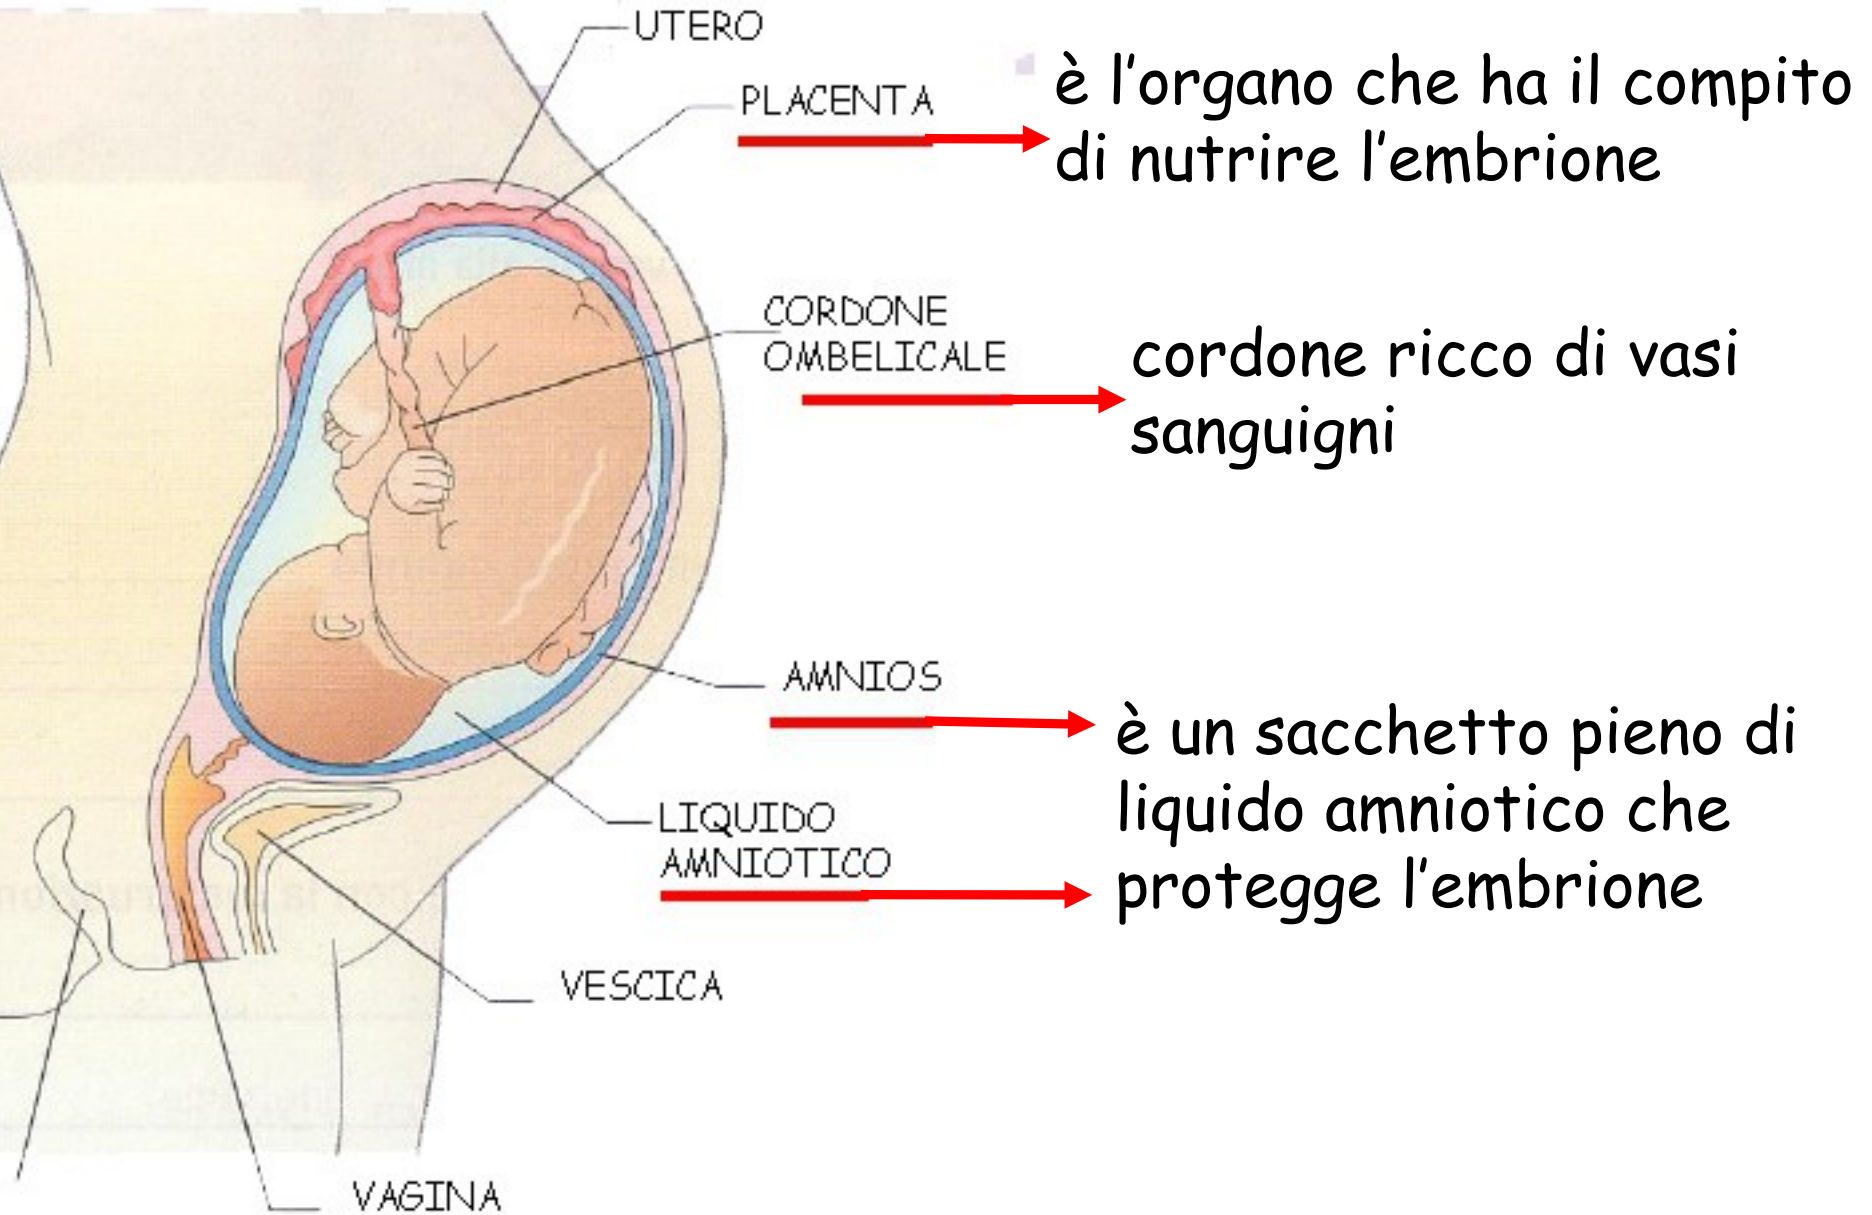 UTERO
PLACENTA
è l'organo che ha il compito
di nutrire l'embrione
CORDONE
OMBELICALE
cordone ricco di vasi
sanguigni
AMNIOS
è un sacchetto pieno di
liquido amniotico che
protegge l'embrione
LIQUIDO
AMNIOTICO
VESCICA
VAGINA